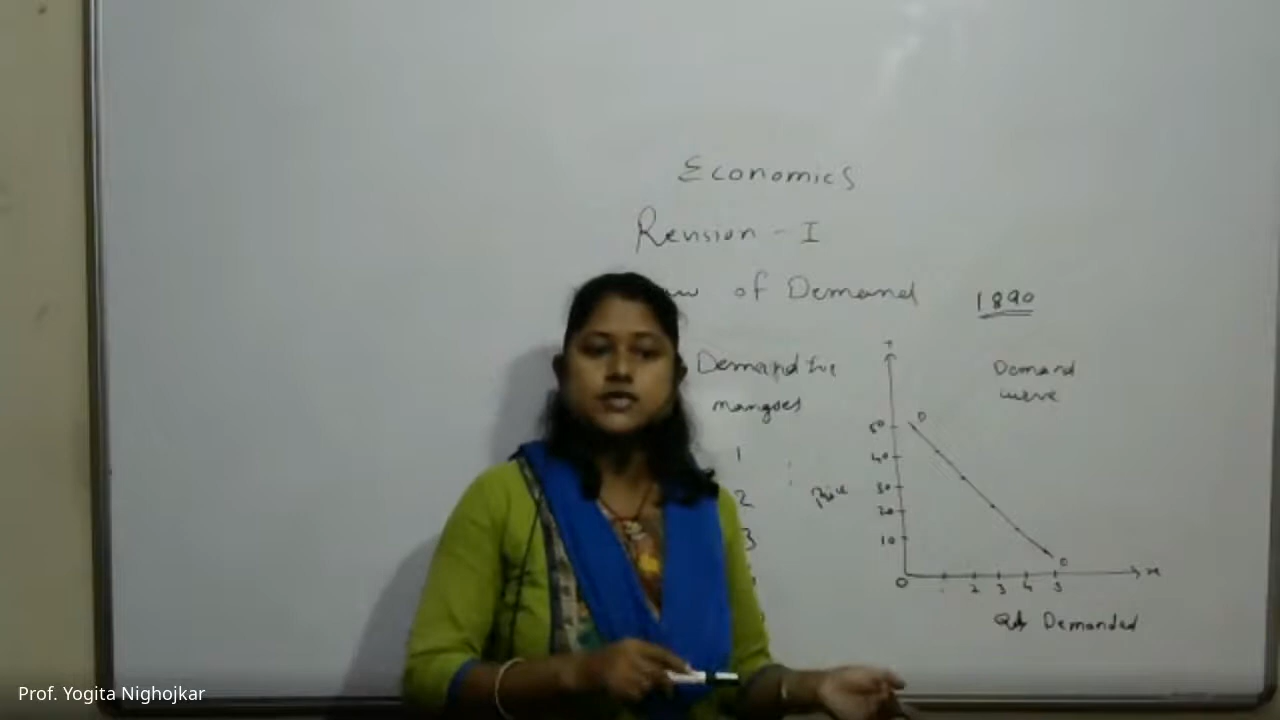 Economics
Revision - I
of Demand 1890
Demand for
mangoes
1
2
3
Demand
curve
Price
50
40
30
20
10
D
D
O
2 3 4 5
x
Qty Demanded
Prof. Yogita Nighojkar